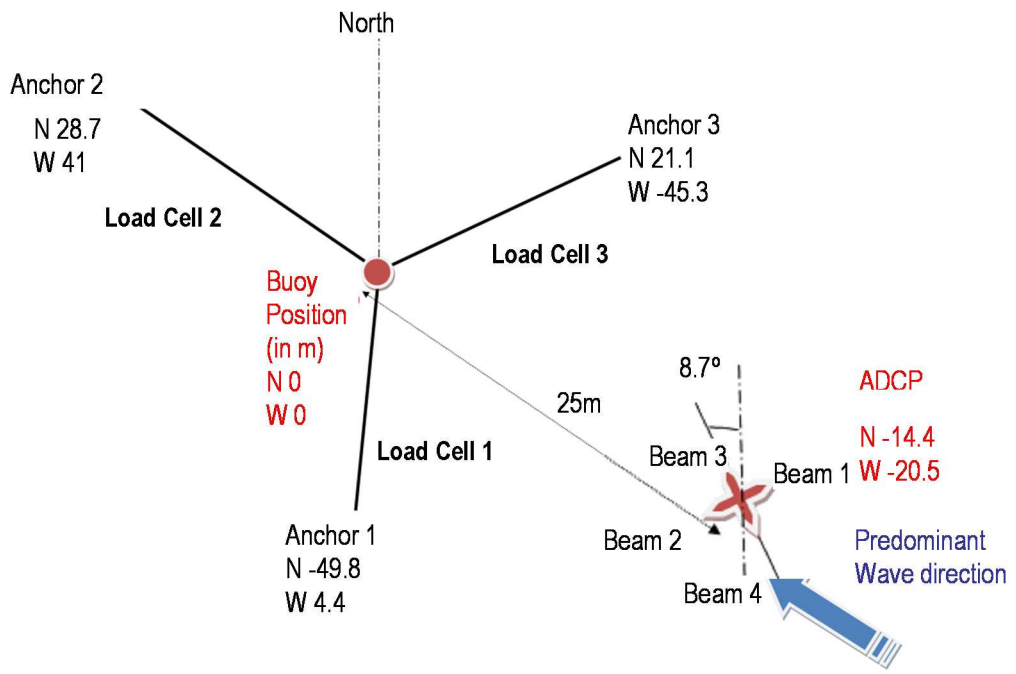 North
Anchor 2
N 28.7
W 41
Anchor 3
N 21.1
W -45.3
Load Cell 2
Load Cell 3
Buoy
Position
(in m)
N 0
W 0
8.7º
ADCP
25m
N -14.4
W -20.5
Load Cell 1
Beam 3
Beam 1
Anchor 1
N -49.8
W 4.4
Beam 2
Predominant
Wave direction
Beam 4